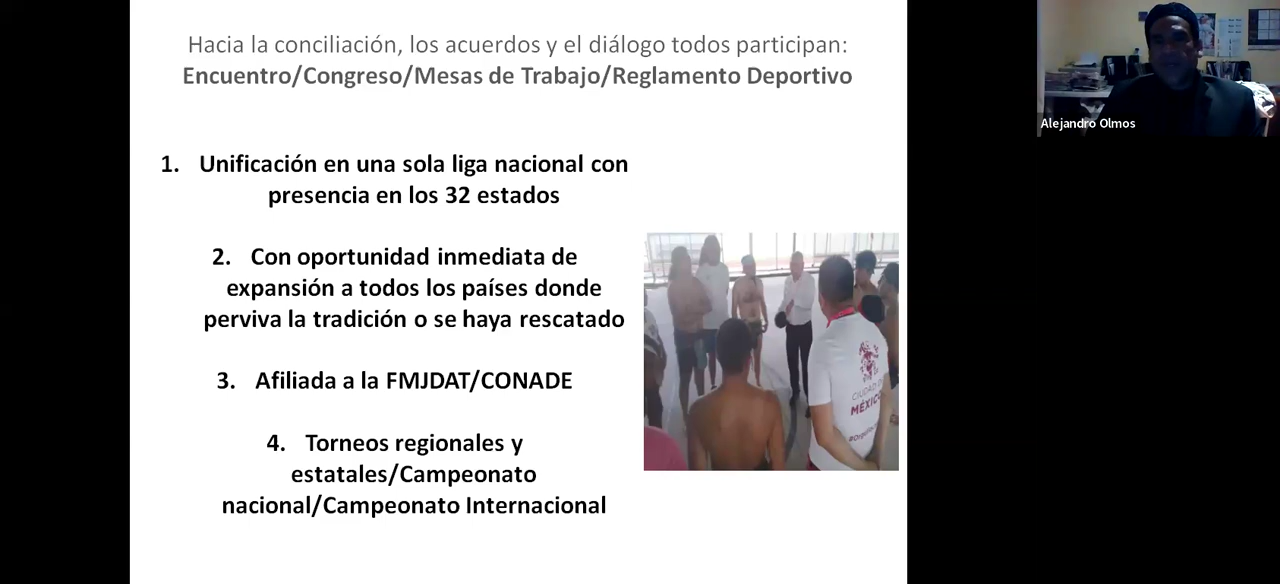 Hacia la conciliación, los acuerdos y el diálogo todos participan:
Encuentro/Congreso/Mesas de Trabajo/Reglamento Deportivo
1. Unificación en una sola liga nacional con
presencia en los 32 estados
2. Con oportunidad inmediata de
expansión a todos los países donde
perviva la tradición o se haya rescatado
3. Afiliada a la FMJDAT/CONADE
4. Torneos regionales y
estatales/Campeonato
nacional/Campeonato Internacional
CIUDAD DE
MÉXICO
Alejandro Olmos